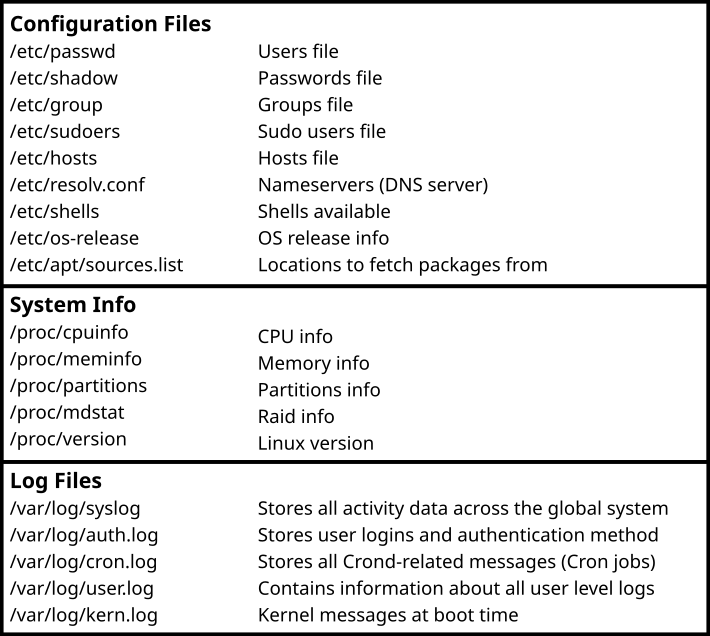 Configuration Files
/etc/passwd Users file
/etc/shadow Passwords file
/etc/group Groups file
/etc/sudoers Sudo users file
/etc/hosts Hosts file
/etc/resolv.conf Nameservers (DNS server)
/etc/shells Shells available
/etc/os-release OS release info
/etc/apt/sources.list Locations to fetch packages from
System Info
/proc/cpuinfo CPU info
/proc/meminfo Memory info
/proc/partitions Partitions info
/proc/mdstat Raid info
/proc/version Linux version
Log Files
/var/log/syslog Stores all activity data across the global system
/var/log/auth.log Stores user logins and authentication method
/var/log/cron.log Stores all Crond-related messages (Cron jobs)
/var/log/user.log Contains information about all user level logs
/var/log/kern.log Kernel messages at boot time